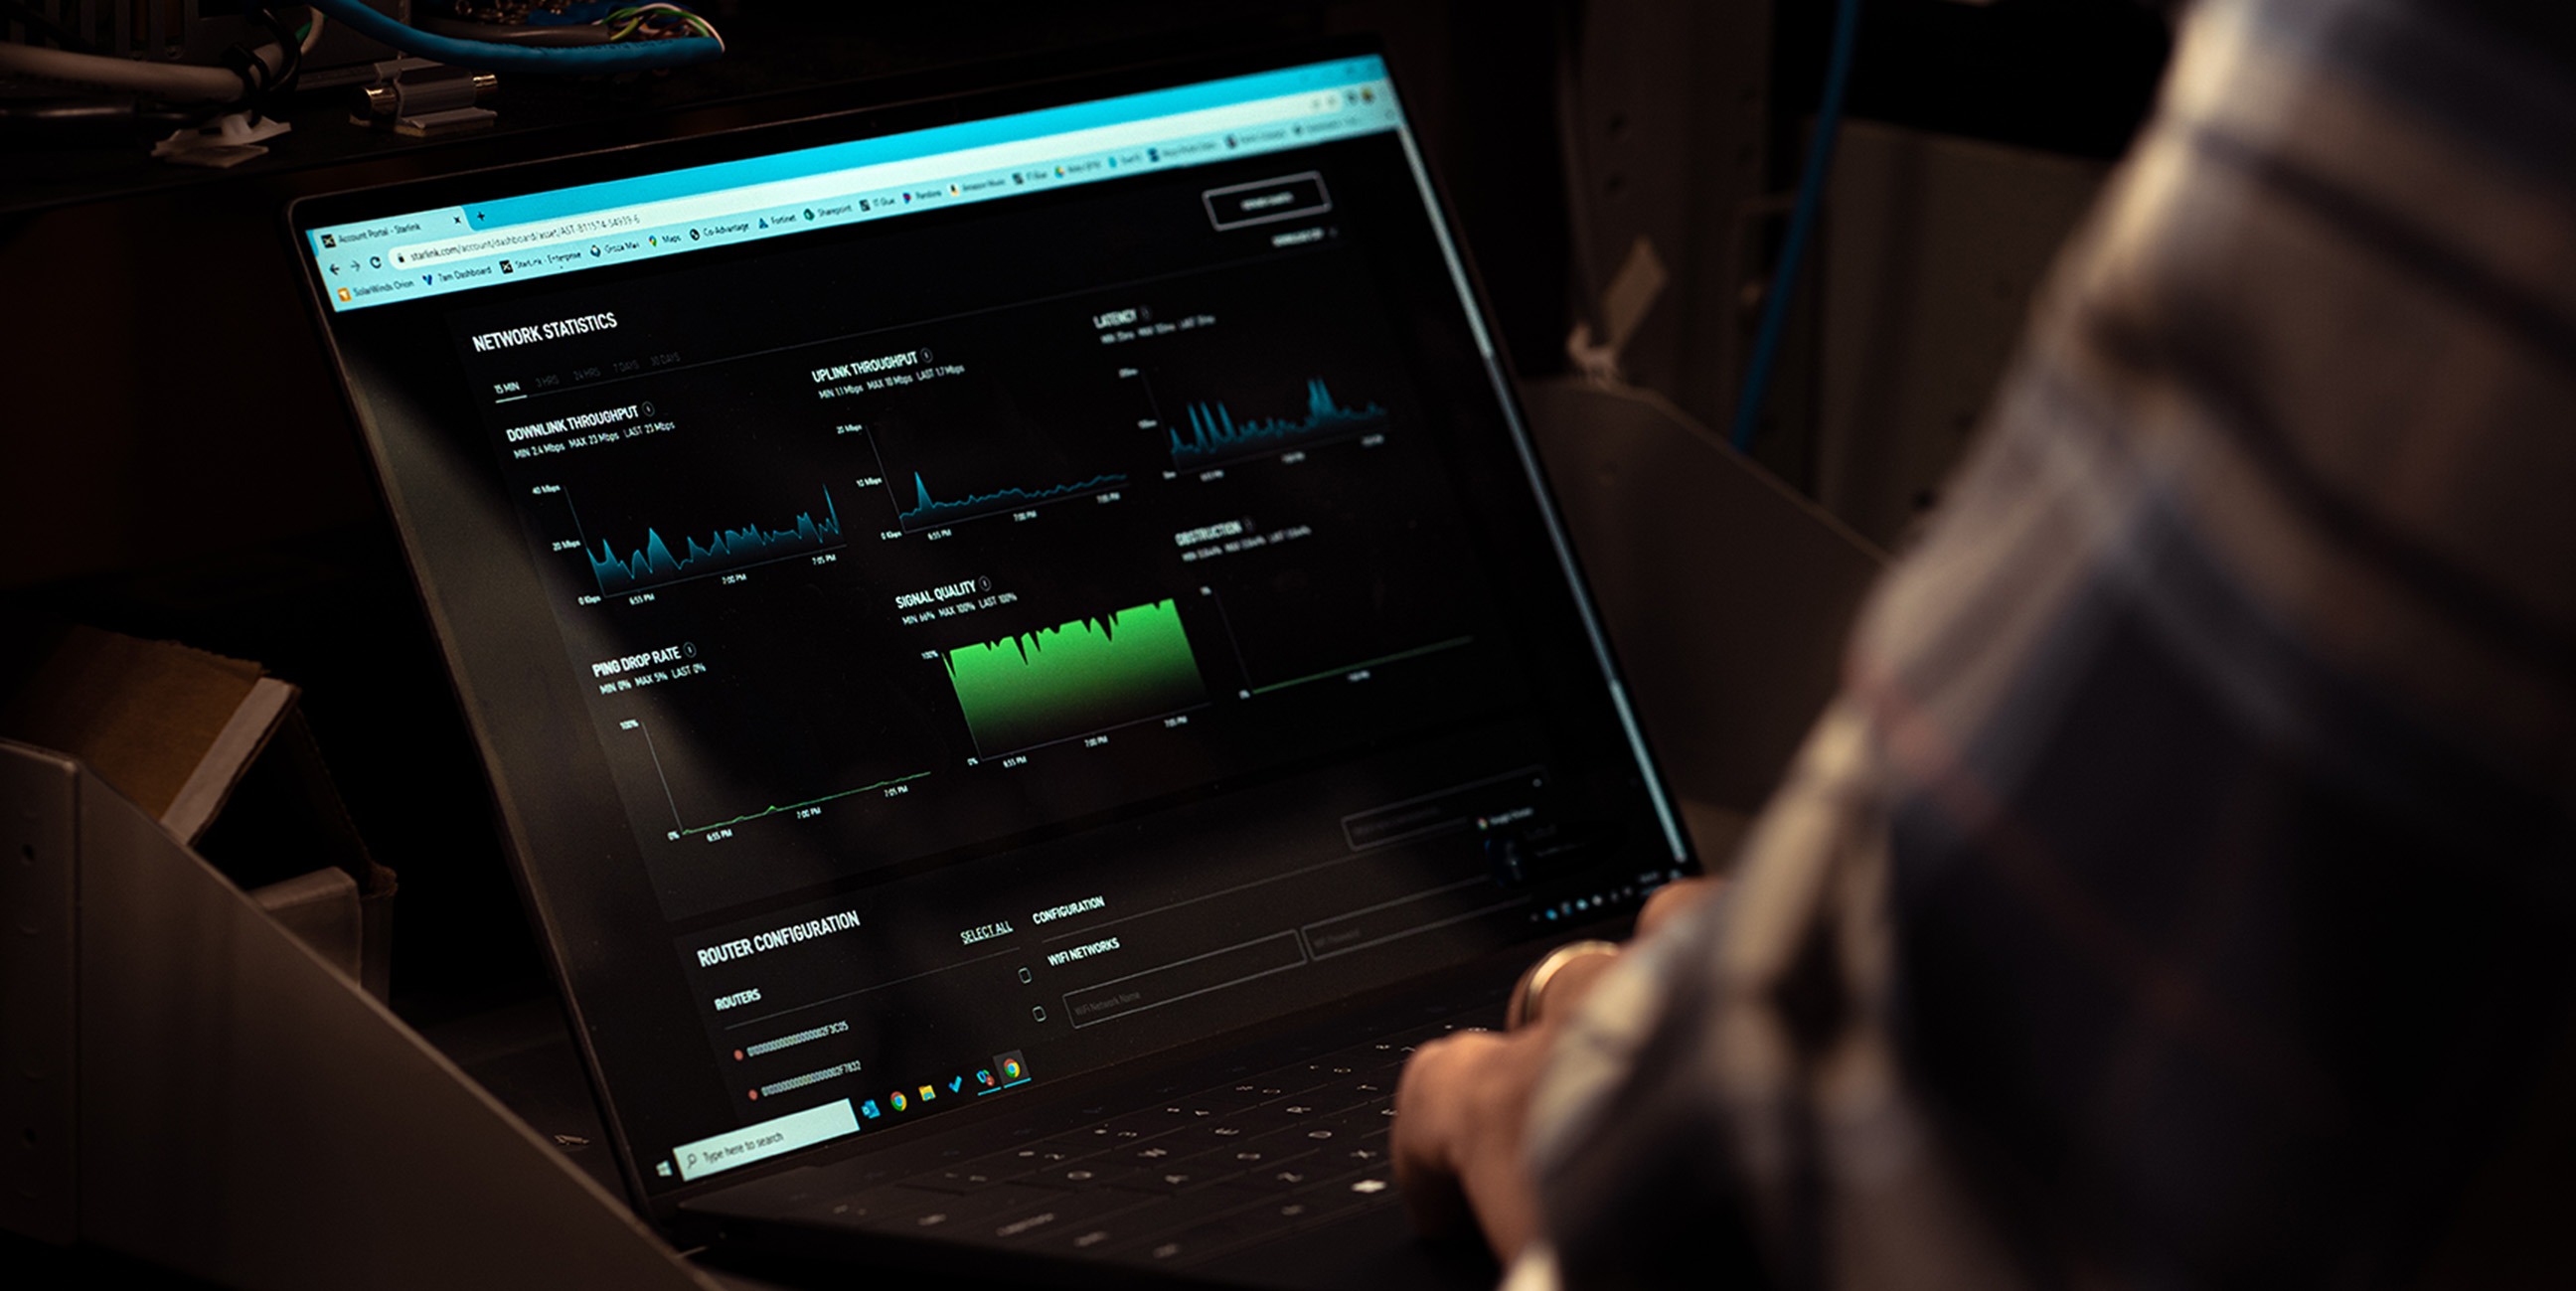 Account Portal - Starlink
starlink.com/account/dashboard/asset/AST-811574-54939-6
SolarWinds Orion
Tam Dashboard
StarLink - Enterprise
Groza Mail
Maps
Co-Advantage
Fortinet
Sharepoint
IT Glue
Pandora
Amazon Music
IT Glue
NETWORK STATISTICS
15 MIN 3 HRS 24 HRS 7 DAYS 30 DAYS
DOWNLINK THROUGHPUT
MIN 2.4 Mbps MAX 23 Mbps LAST 23 Mbps
40 Mbps
20 Mbps
0 Kbps
6:55 PM 7:00 PM 7:05 PM
UPLINK THROUGHPUT
MIN 1.1 Mbps MAX 10 Mbps LAST 1.7 Mbps
20 Mbps
10 Mbps
0 Kbps
6:55 PM 7:00 PM 7:05 PM
LATENCY
PING DROP RATE
MIN 0% MAX 5% LAST 0%
100%
0%
6:55 PM 7:00 PM 7:05 PM
SIGNAL QUALITY
MIN 66% MAX 100% LAST 100%
100%
0%
6:55 PM 7:00 PM 7:05 PM
OBSTRUCTION
ROUTER CONFIGURATION
SELECT ALL
ROUTERS
CONFIGURATION
WIFI NETWORKS
WiFi Network Name
Type here to search